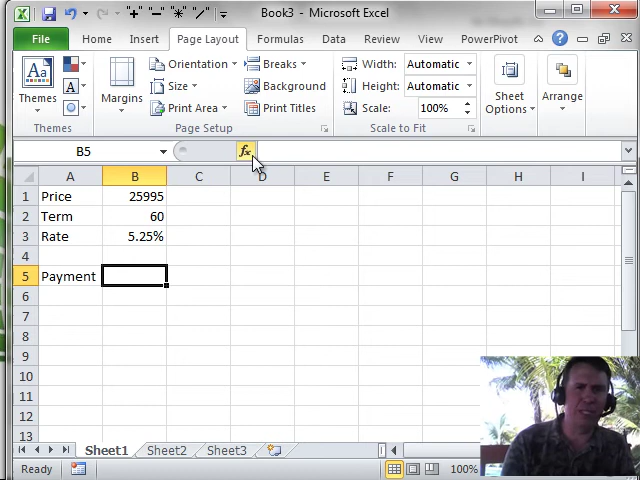 Book3 - Microsoft Excel
File Home Insert Page Layout Formulas Data Review View PowerPivot
Themes
Themes
Margins
Orientation
Size
Print Area
Breaks
Background
Print Titles
Page Setup
Width: Automatic
Height: Automatic
Scale: 100%
Scale to Fit
Sheet Options
Arrange
B5 fx
A B C D E F G H I
1 Price 25995
2 Term 60
3 Rate 5.25%
4
5 Payment
6
7
8
9
10
11
12
13
Sheet1 Sheet2 Sheet3
Ready 100%